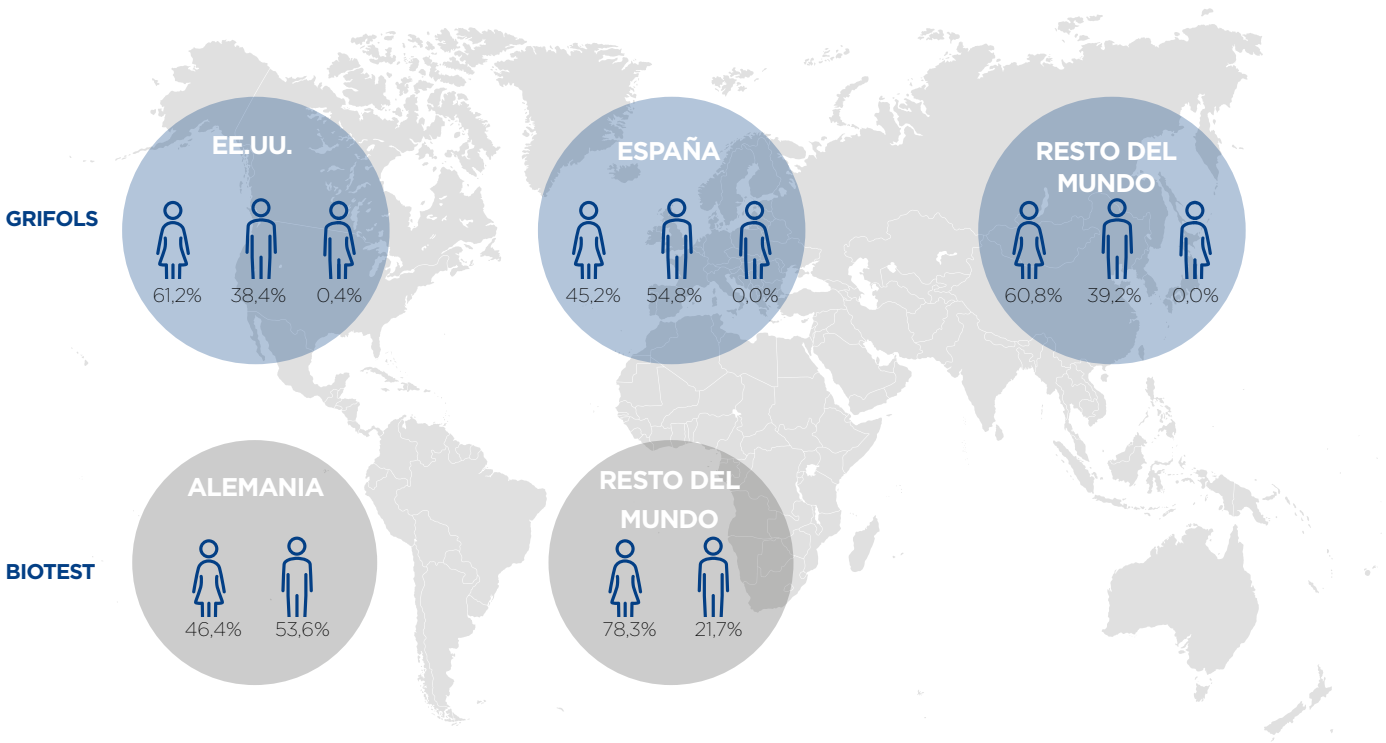 GRIFOLS
EE.UU.
61,2% 38,4% 0,4%
ESPAÑA
45,2% 54,8% 0,0%
RESTO DEL
MUNDO
60,8% 39,2% 0,0%
BIOTEST
ALEMANIA
46,4% 53,6%
RESTO DEL
MUNDO
78,3% 21,7%